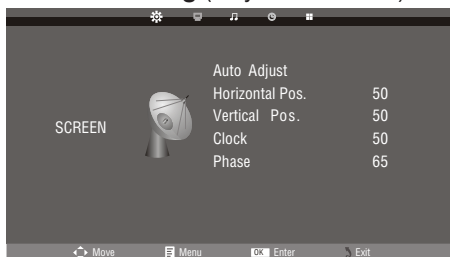 Auto Adjust
Horizontal Pos. 50
Vertical Pos. 50
SCREEN
Clock 50
Phase 65
Move Menu OK Enter Exit